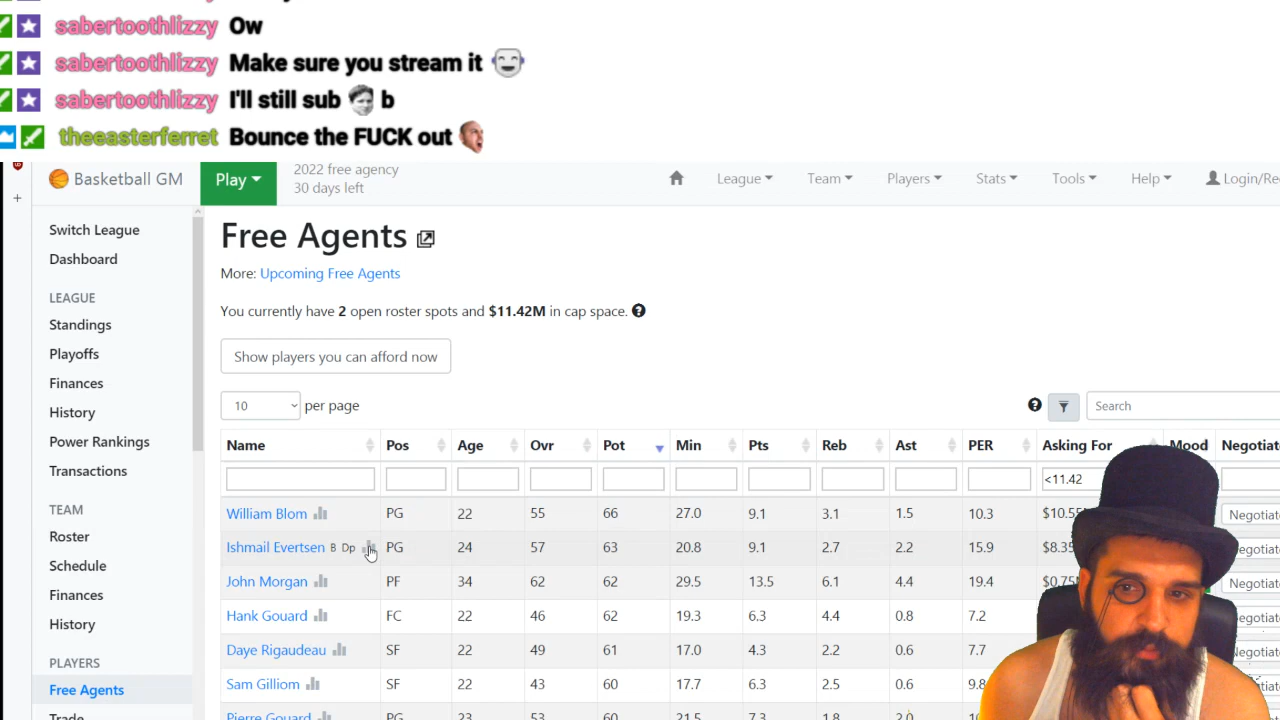 sabertoothlizzy Ow
sabertoothlizzy Make sure you stream it
sabertoothlizzy I'll still sub b
theeasterferret Bounce the FUCK out
Basketball GM Play 2022 free agency League Team Players Stats Tools Help Login/Re
30 days left
Switch League
Dashboard
LEAGUE
Standings
Playoffs
Finances
History
Power Rankings
Transactions
TEAM
Roster
Schedule
Finances
History
PLAYERS
Free Agents
Trade
Free Agents
More: Upcoming Free Agents
You currently have 2 open roster spots and $11.42M in cap space.
Show players you can afford now
10 per page Search
Name Pos Age Ovr Pot Min Pts Reb Ast PER Asking For Mood Negotiate
<11.42
William Blom PG 22 55 66 27.0 9.1 3.1 1.5 10.3 $10.55 Negotiate
Ishmail Evertsen B Dp PG 24 57 63 20.8 9.1 2.7 2.2 15.9 $8.35 Negotiate
John Morgan PF 34 62 62 29.5 13.5 6.1 4.4 19.4 $0.75 Negotiate
Hank Gouard FC 22 46 62 19.3 6.3 4.4 0.8 7.2 Negotiate
Daye Rigaudeau SF 22 49 61 17.0 4.3 2.2 0.6 7.7 Negotiate
Sam Gilliom SF 22 43 60 17.7 6.3 2.5 0.6 9.8 Negotiate
Pierre Gouard PG 23 53 60 21.5 7.3 1.8 2.0